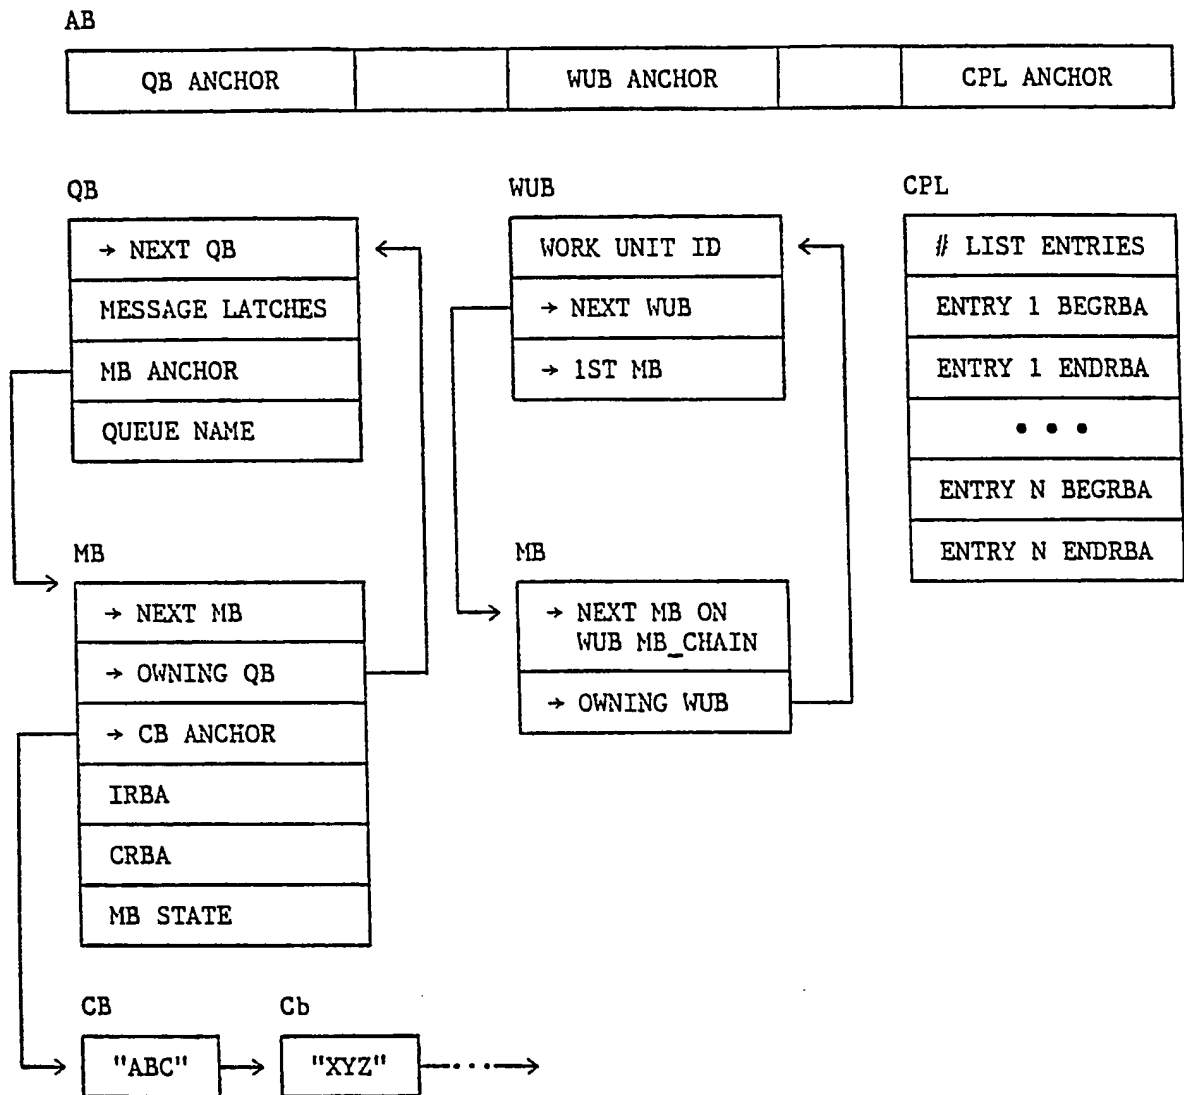 AB
QB ANCHOR
WUB ANCHOR
CPL ANCHOR
QB
→ NEXT QB
MESSAGE LATCHES
MB ANCHOR
QUEUE NAME
WUB
WORK UNIT ID
→ NEXT WUB
→ 1ST MB
CPL
# LIST ENTRIES
ENTRY 1 BEGRBA
ENTRY 1 ENDRBA
• • •
ENTRY N BEGRBA
ENTRY N ENDRBA
MB
→ NEXT MB
→ OWNING QB
→ CB ANCHOR
IRBA
CRBA
MB STATE
MB
→ NEXT MB ON
WUB MB_CHAIN
→ OWNING WUB
CB
"ABC"
Cb
"XYZ"